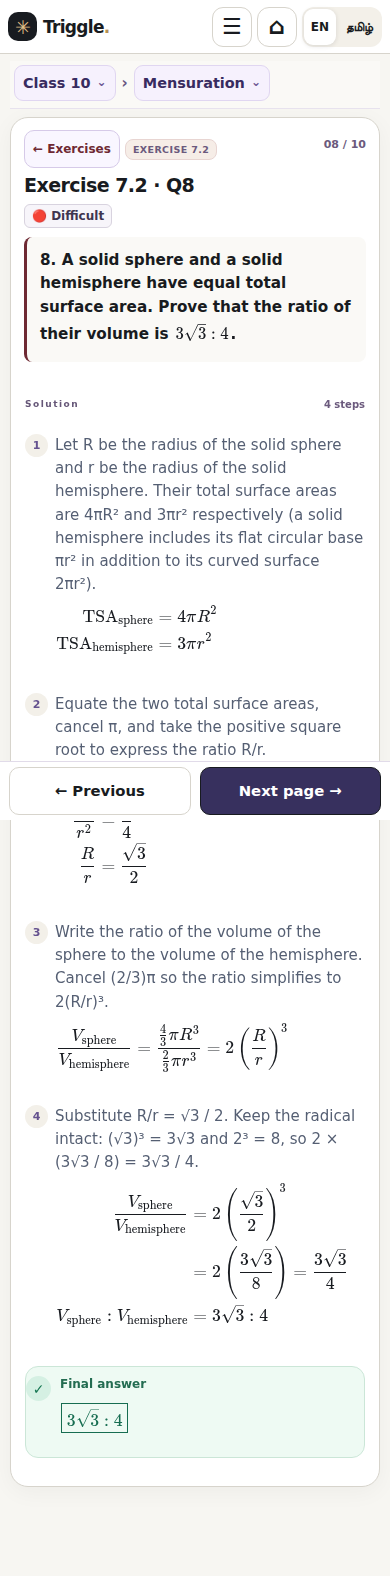 Triggle.
EN
தமிழ்
Class 10
›
Mensuration
← Exercises
EXERCISE 7.2
08 / 10
Exercise 7.2 · Q8
🔴 Difficult
8. A solid sphere and a solid
hemisphere have equal total
surface area. Prove that the ratio of
their volume is 3√3 : 4.
Solution
4 steps
1
Let R be the radius of the solid sphere
and r be the radius of the solid
hemisphere. Their total surface areas
are 4πR² and 3πr² respectively (a solid
hemisphere includes its flat circular base
πr² in addition to its curved surface
2πr²).
TSA_sphere = 4πR²
TSA_hemisphere = 3πr²
2
Equate the two total surface areas,
cancel π, and take the positive square
root to express the ratio R/r.
← Previous
Next page →
r² = 4
R/r = √3/2
3
Write the ratio of the volume of the
sphere to the volume of the hemisphere.
Cancel (2/3)π so the ratio simplifies to
2(R/r)³.
V_sphere/V_hemisphere = (4/3 πR³)/(2/3 πr³) = 2 (R/r)³
4
Substitute R/r = √3 / 2. Keep the radical
intact: (√3)³ = 3√3 and 2³ = 8, so 2 ×
(3√3 / 8) = 3√3 / 4.
V_sphere/V_hemisphere = 2 (√3/2)³
= 2 (3√3/8) = 3√3/4
V_sphere : V_hemisphere = 3√3 : 4
✓
Final answer
3√3 : 4